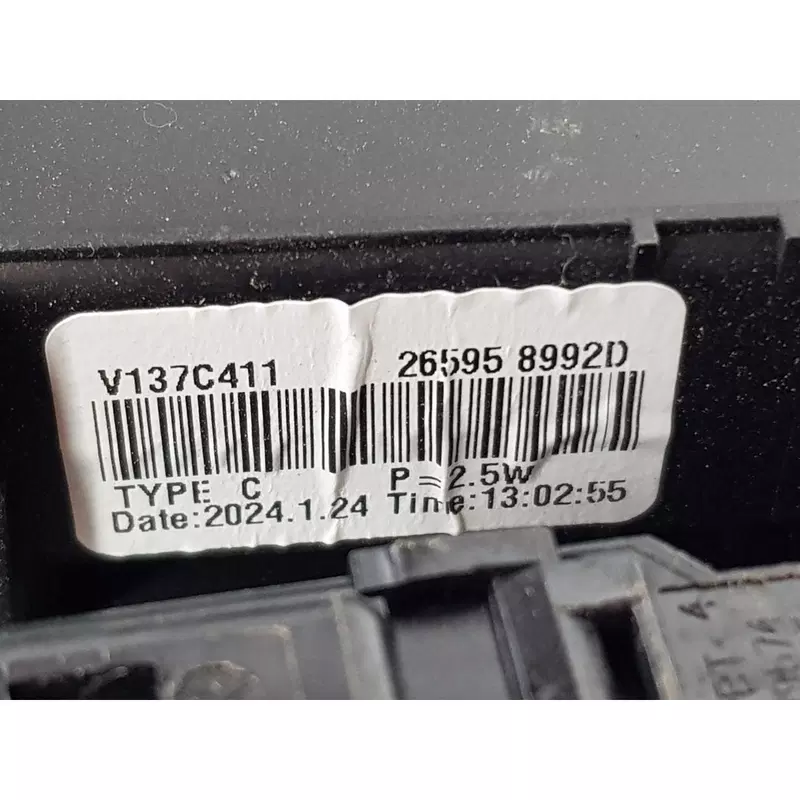 V137C411 26595 8992D
TYPE C P=2.5W
Date:2024.1.24 Time:13:02:55